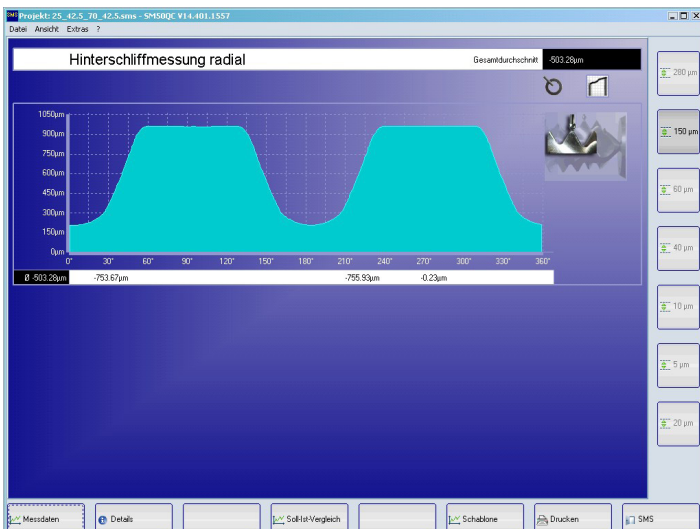 Projekt: 25_42.5_70_42.5.sms - SM50QC V14.401.1557
Datei Ansicht Extras ?
Hinterschliffmessung radial
Gesamtdurchschnitt -503.28µm
280 µm
150 µm
60 µm
40 µm
10 µm
5 µm
20 µm
1050µm
900µm
750µm
600µm
450µm
300µm
150µm
0µm
0° 30° 60° 90° 120° 150° 180° 210° 240° 270° 300° 330° 360°
Ø -503.28µm -753.67µm -755.93µm -0.23µm
Messdaten Details Soll-Ist-Vergleich Schablone Drucken SMS